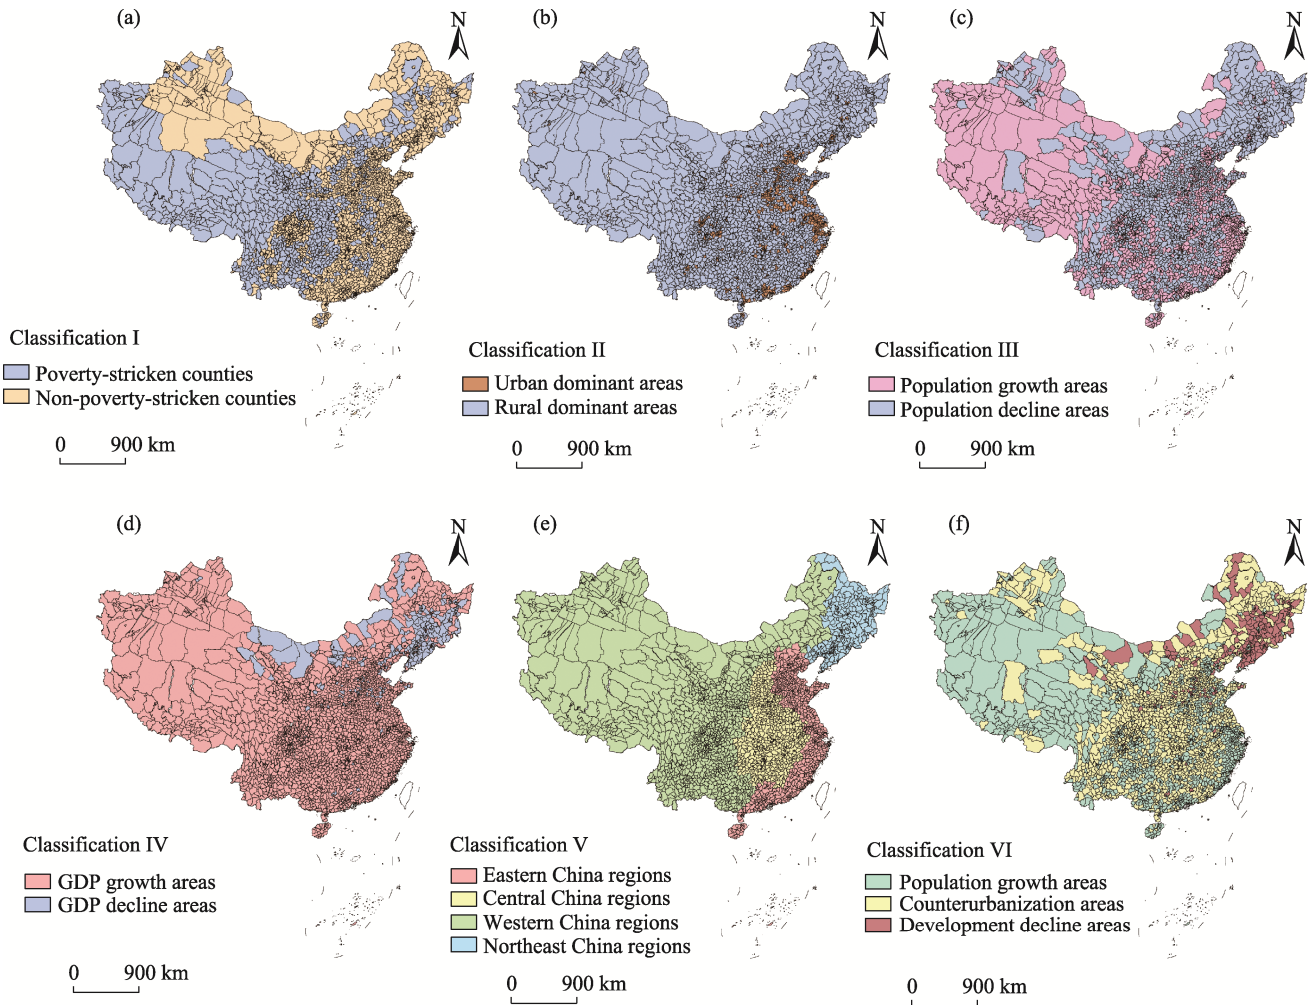 (a)
N
Classification I
Poverty-stricken counties
Non-poverty-stricken counties
0 900 km
(b)
N
Classification II
Urban dominant areas
Rural dominant areas
0 900 km
(c)
N
Classification III
Population growth areas
Population decline areas
0 900 km
(d)
N
Classification IV
GDP growth areas
GDP decline areas
0 900 km
(e)
N
Classification V
Eastern China regions
Central China regions
Western China regions
Northeast China regions
0 900 km
(f)
N
Classification VI
Population growth areas
Counterurbanization areas
Development decline areas
0 900 km